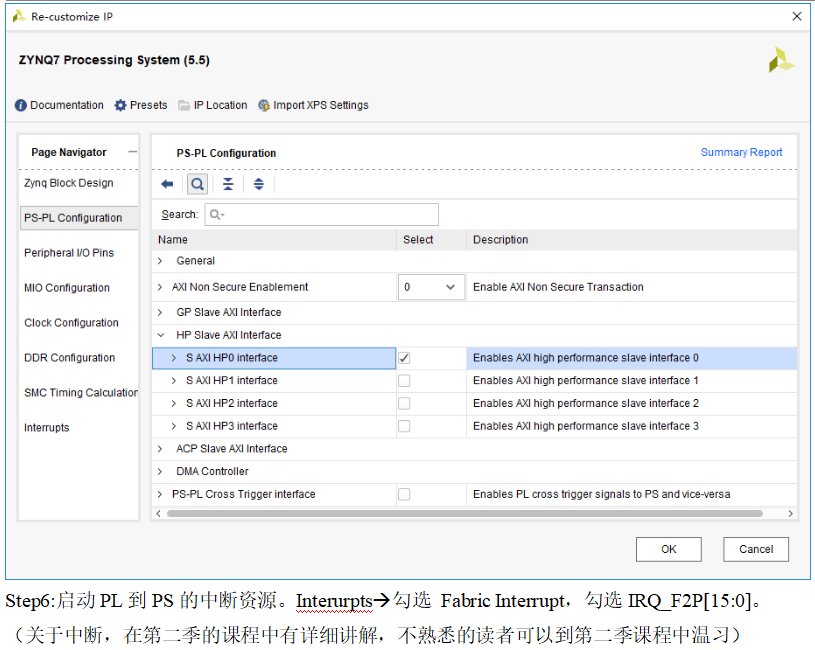 Re-customize IP
ZYNQ7 Processing System (5.5)
Documentation Presets IP Location Import XPS Settings
Page Navigator
Zynq Block Design
PS-PL Configuration
Peripheral I/O Pins
MIO Configuration
Clock Configuration
DDR Configuration
SMC Timing Calculation
Interrupts
PS-PL Configuration Summary Report
Search:
Name Select Description
General
AXI Non Secure Enablement 0 Enable AXI Non Secure Transaction
GP Slave AXI Interface
HP Slave AXI Interface
S AXI HP0 interface Enables AXI high performance slave interface 0
S AXI HP1 interface Enables AXI high performance slave interface 1
S AXI HP2 interface Enables AXI high performance slave interface 2
S AXI HP3 interface Enables AXI high performance slave interface 3
ACP Slave AXI Interface
DMA Controller
PS-PL Cross Trigger interface Enables PL cross trigger signals to PS and vice-versa
OK Cancel
Step6:启动 PL 到 PS 的中断资源。Interurpts→勾选 Fabric Interrupt，勾选 IRQ_F2P[15:0]。
（关于中断，在第二季的课程中有详细讲解，不熟悉的读者可以到第二季课程中温习）